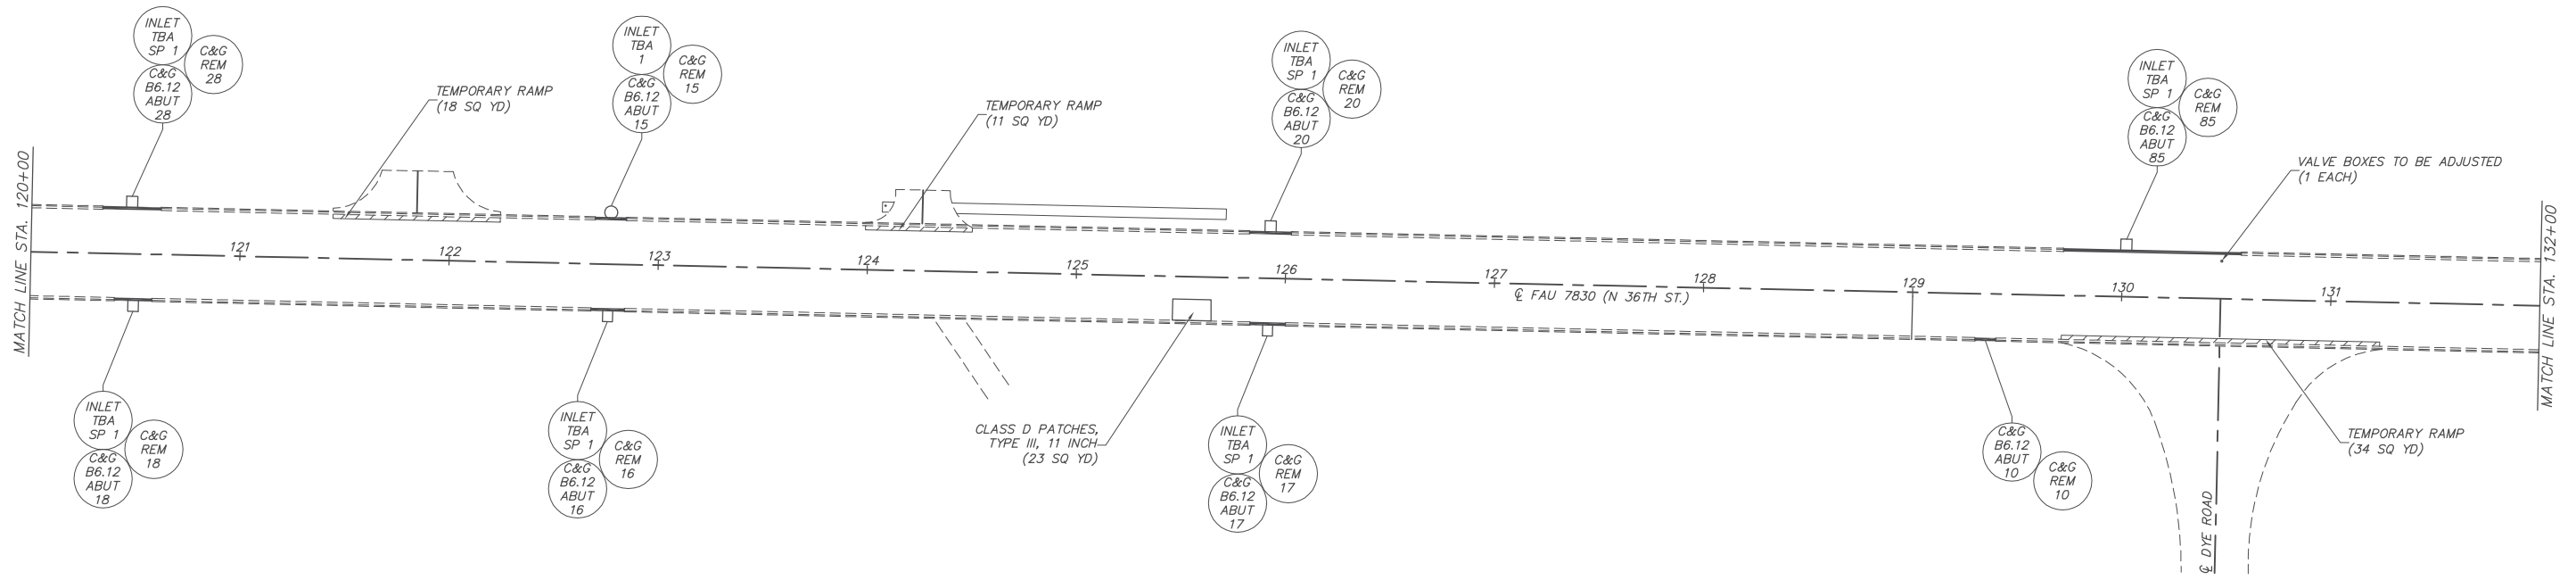 INLET
TBA
SP 1
C&G
REM
28
C&G
B6.12
ABUT
28
TEMPORARY RAMP
(18 SQ YD)
INLET
TBA
1
C&G
REM
15
C&G
B6.12
ABUT
15
TEMPORARY RAMP
(11 SQ YD)
INLET
TBA
SP 1
C&G
REM
20
C&G
B6.12
ABUT
20
INLET
TBA
SP 1
C&G
REM
85
C&G
B6.12
ABUT
85
VALVE BOXES TO BE ADJUSTED
(1 EACH)
MATCH LINE STA. 120+00
121
122
123
124
125
126
127
128
129
130
131
℄ FAU 7830 (N 36TH ST.)
MATCH LINE STA. 132+00
INLET
TBA
SP 1
C&G
REM
18
C&G
B6.12
ABUT
18
INLET
TBA
SP 1
C&G
REM
16
C&G
B6.12
ABUT
16
CLASS D PATCHES,
TYPE III, 11 INCH
(23 SQ YD)
INLET
TBA
SP 1
C&G
REM
17
C&G
B6.12
ABUT
17
C&G
B6.12
ABUT
10
C&G
REM
10
TEMPORARY RAMP
(34 SQ YD)
℄ DYE ROAD